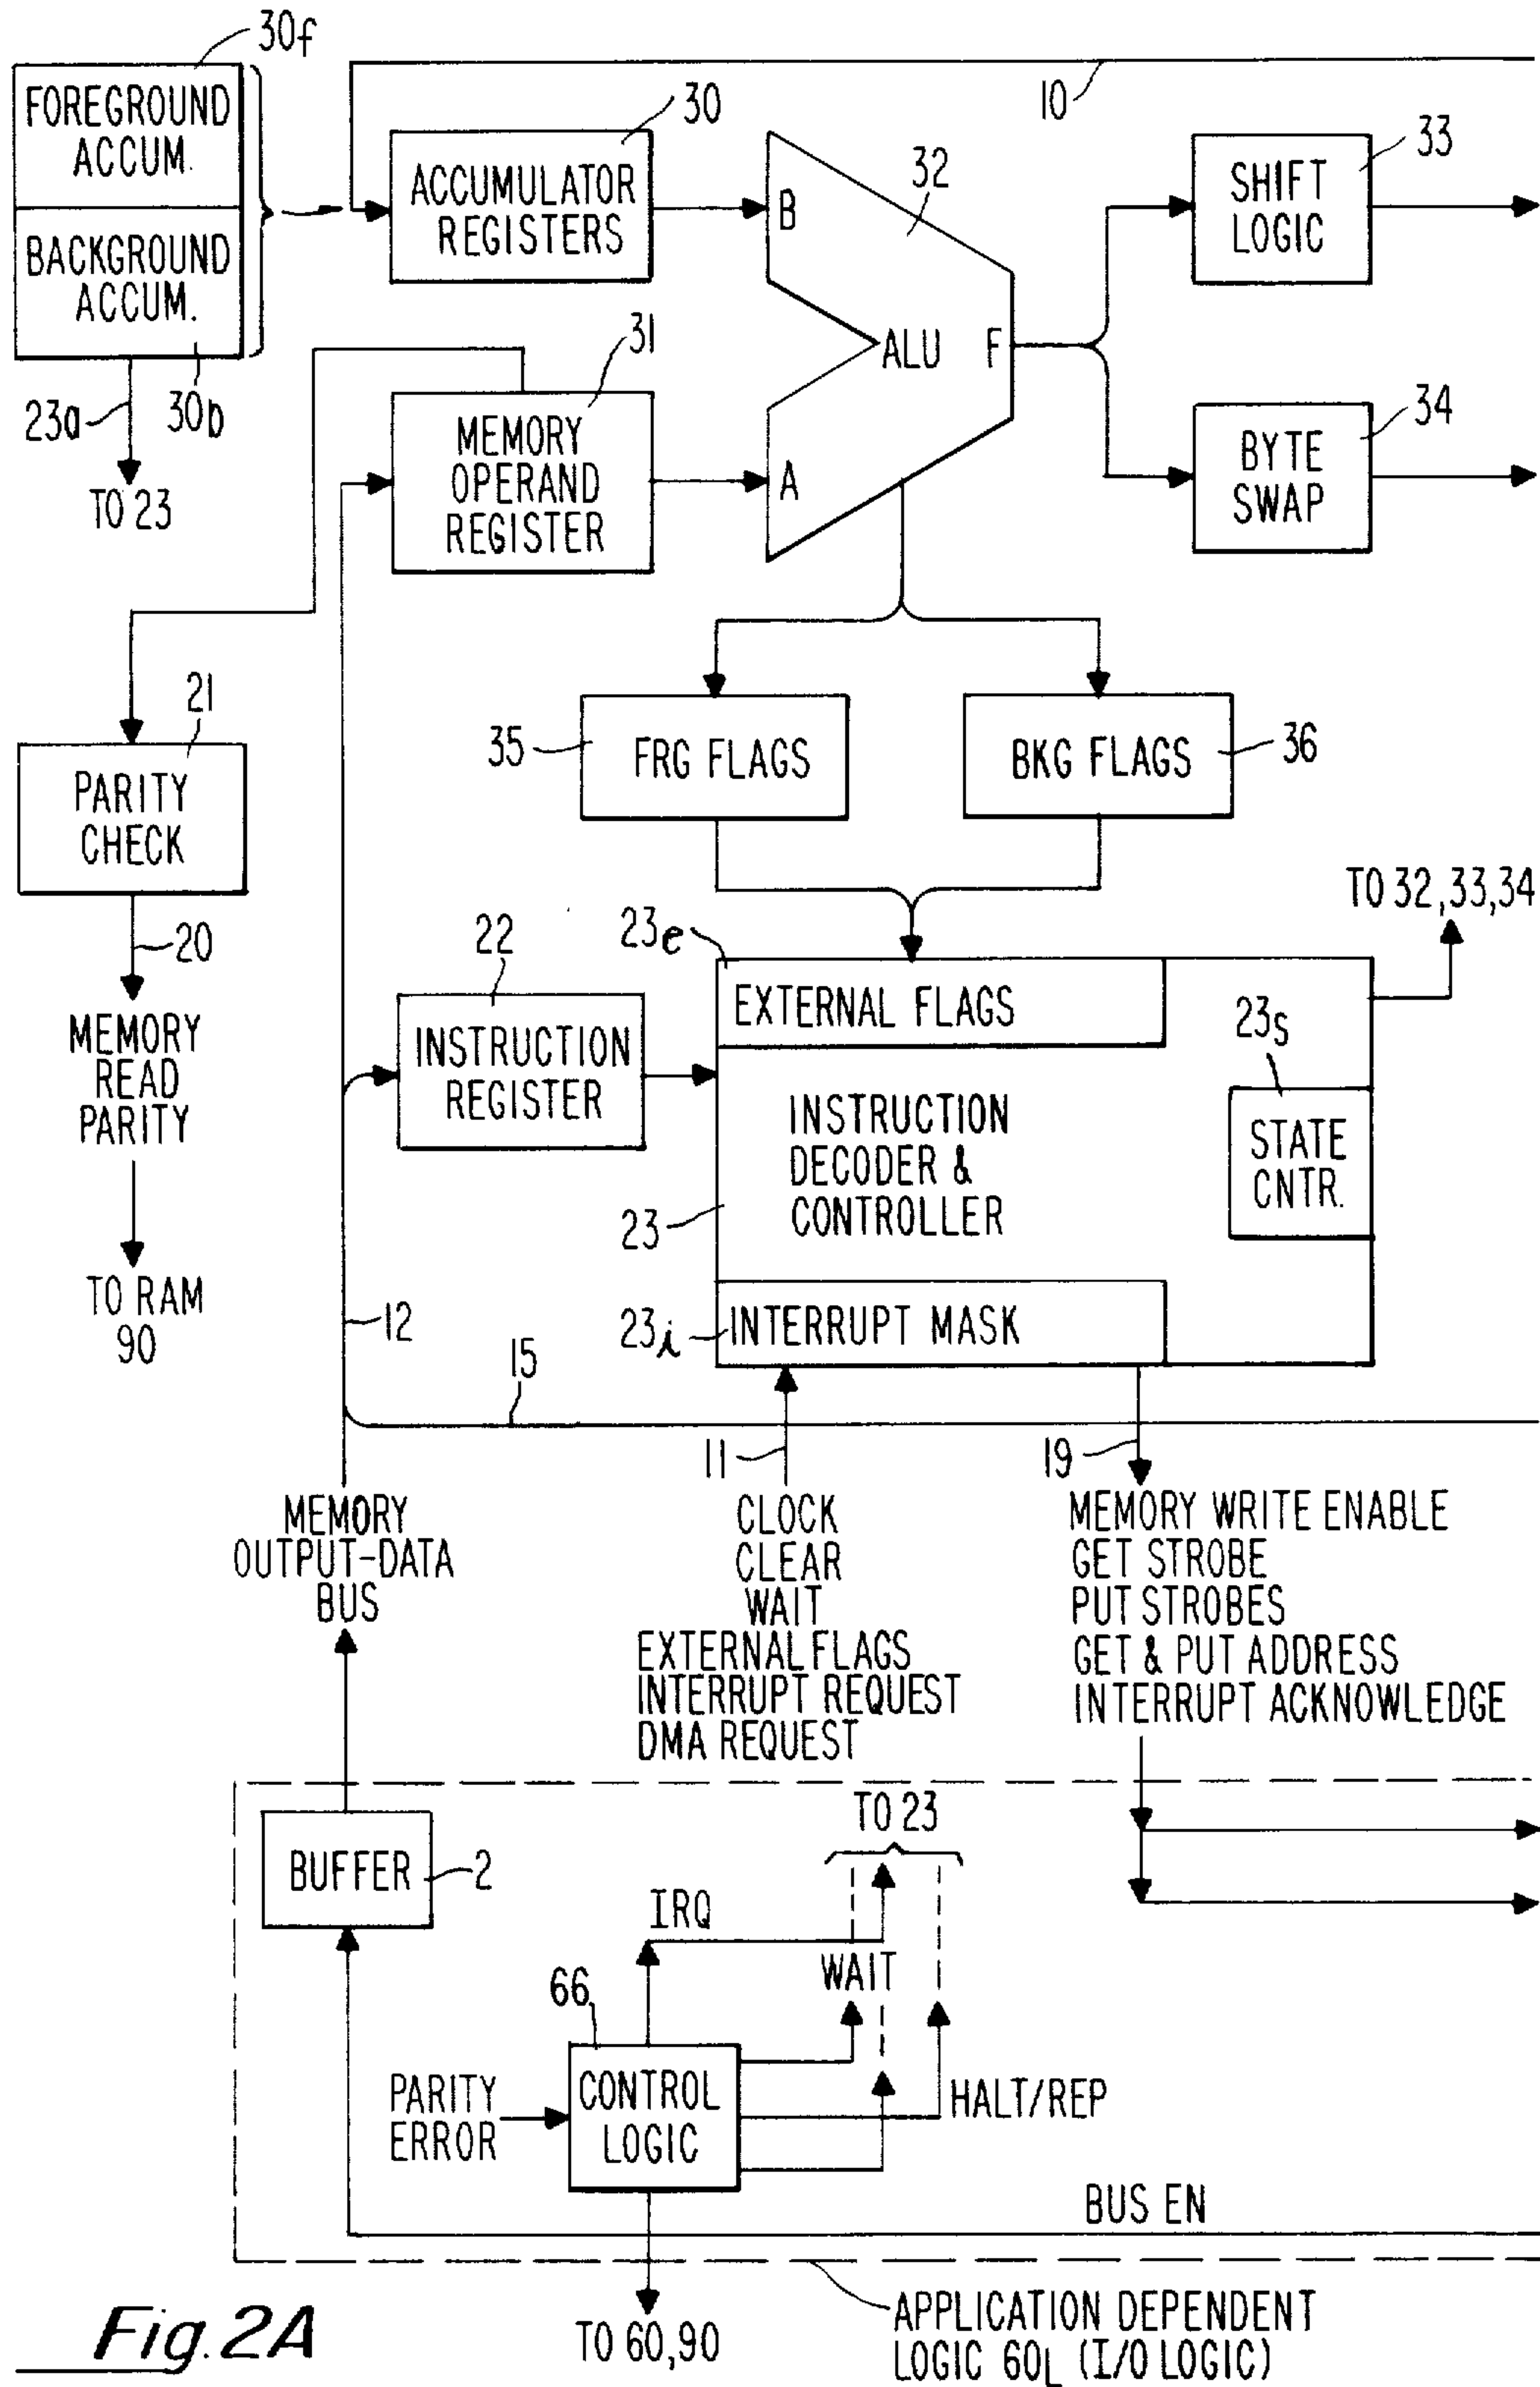 30f
FOREGROUND
ACCUM.
BACKGROUND
ACCUM.
30b
23a
TO 23
10
30
ACCUMULATOR
REGISTERS
31
MEMORY
OPERAND
REGISTER
32
B
ALU
F
A
33
SHIFT
LOGIC
34
BYTE
SWAP
21
PARITY
CHECK
20
MEMORY
READ
PARITY
TO RAM
90
35
FRG FLAGS
BKG FLAGS
36
TO 32,33,34
22
INSTRUCTION
REGISTER
23e
EXTERNAL FLAGS
23s
STATE
CNTR.
INSTRUCTION
DECODER &
CONTROLLER
23
23i
INTERRUPT MASK
12
15
11
19
MEMORY
OUTPUT-DATA
BUS
CLOCK
CLEAR
WAIT
EXTERNAL FLAGS
INTERRUPT REQUEST
DMA REQUEST
MEMORY WRITE ENABLE
GET STROBE
PUT STROBES
GET & PUT ADDRESS
INTERRUPT ACKNOWLEDGE
BUFFER
2
TO 23
IRQ
WAIT
66
CONTROL
LOGIC
PARITY
ERROR
HALT/REP
BUS EN
TO 60,90
APPLICATION DEPENDENT
LOGIC 60L (I/O LOGIC)
Fig.2A